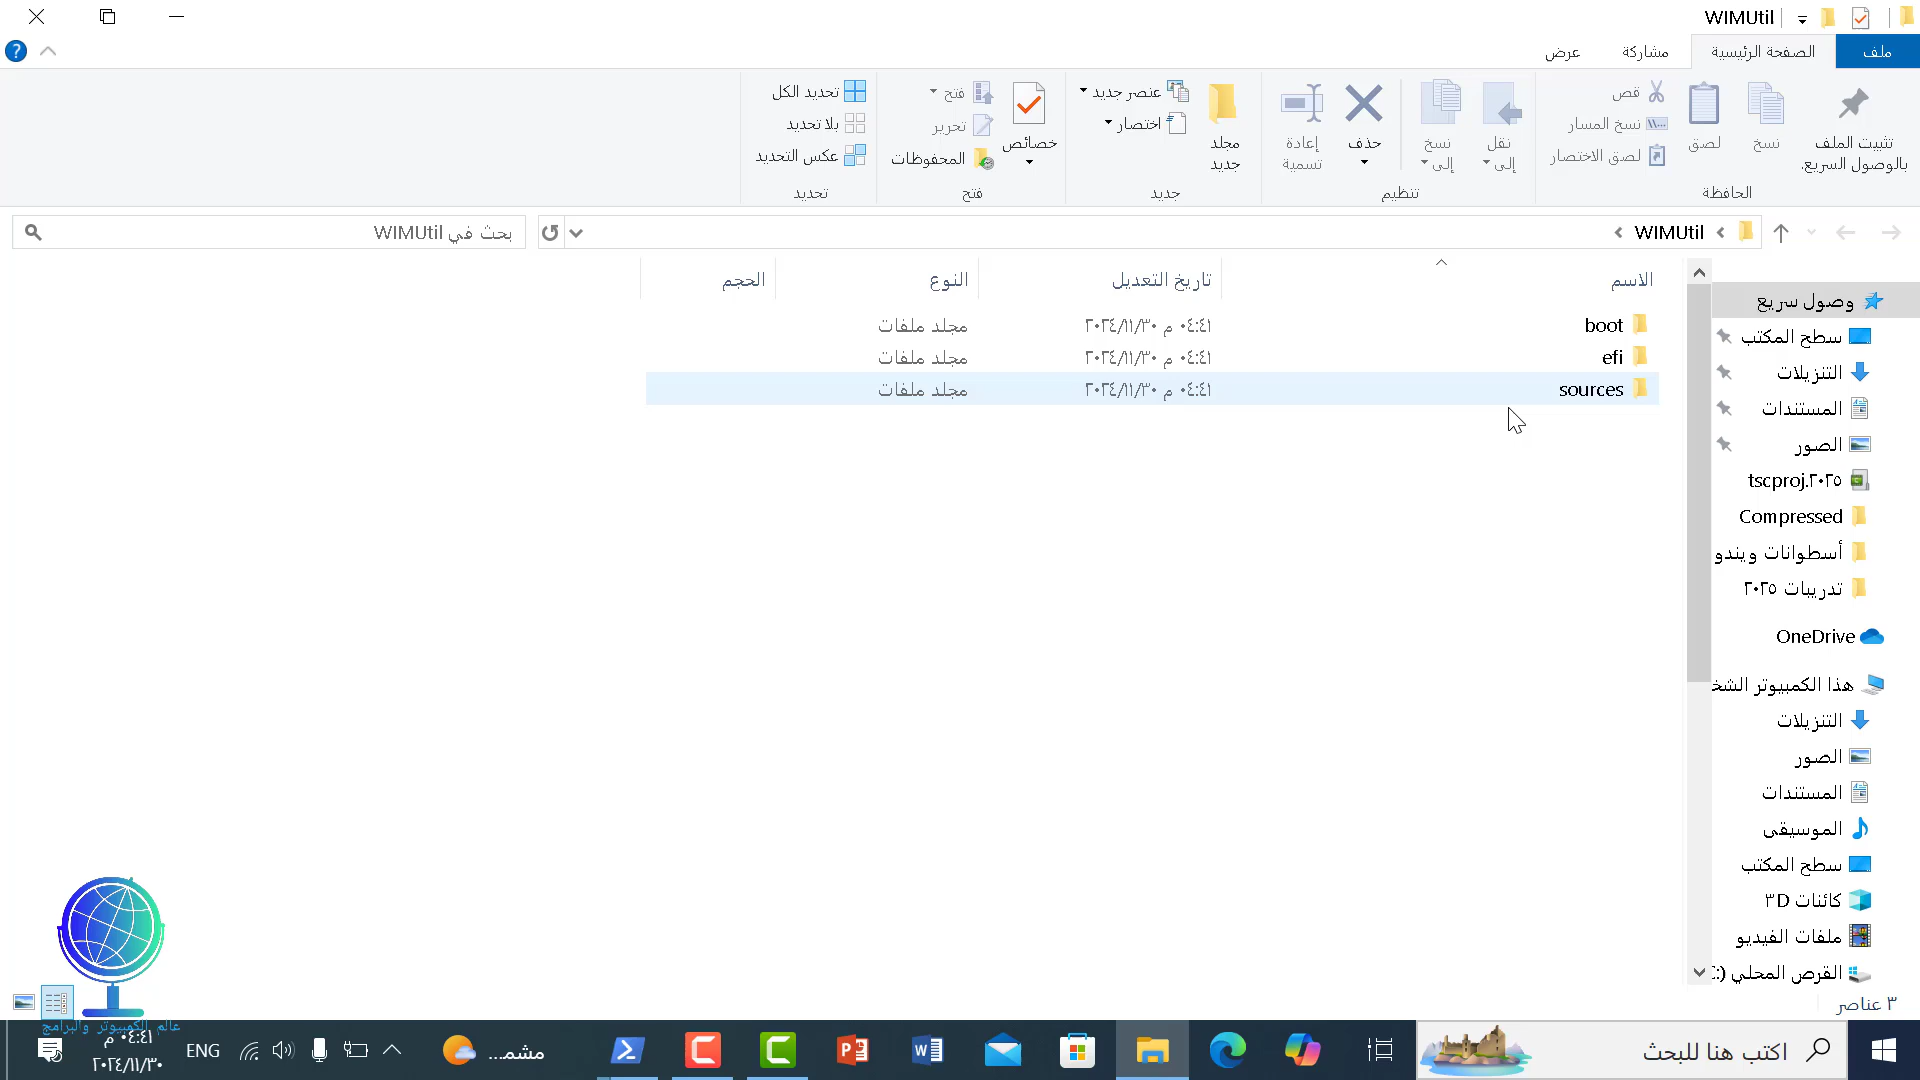 WIMUtil
ملف
الصفحة الرئيسية
مشاركة
عرض
تثبيت الملف بالوصول السريع.
نسخ
لصق
قص
نسخ المسار
لصق الاختصار
الحافظة
نقل إلى
نسخ إلى
حذف
إعادة تسمية
تنظيم
مجلد جديد
عنصر جديد
اختصار
جديد
خصائص
فتح
تحرير
المحفوظات
فتح
تحديد الكل
بلا تحديد
عكس التحديد
تحديد
WIMUtil
بحث في WIMUtil
الاسم
تاريخ التعديل
النوع
الحجم
boot ٠٤:٤١ م ٢٠٢٤/١١/٣٠ مجلد ملفات
efi ٠٤:٤١ م ٢٠٢٤/١١/٣٠ مجلد ملفات
sources ٠٤:٤١ م ٢٠٢٤/١١/٣٠ مجلد ملفات
وصول سريع
سطح المكتب
التنزيلات
المستندات
الصور
٢٠٢٥.tscproj
Compressed
أسطوانات ويندو
تدريبات ٢٠٢٥
OneDrive
هذا الكمبيوتر الشخ
التنزيلات
الصور
المستندات
الموسيقى
سطح المكتب
كائنات 3D
ملفات الفيديو
القرص المحلي (C:
٣ عناصر
عالم الكمبيوتر والبرامج
اكتب هنا للبحث
مشمـ...
ENG
٠٤:٤١ م
٢٠٢٤/١١/٣٠